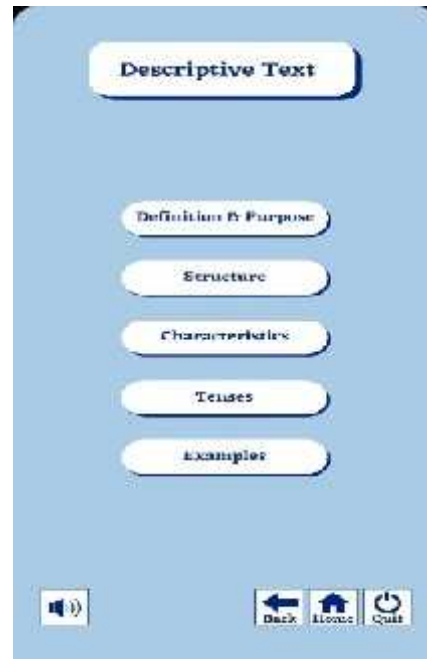 Descriptive Text
Definition & Purpose
Structure
Characteristics
Tenses
Examples
Back Home Quit